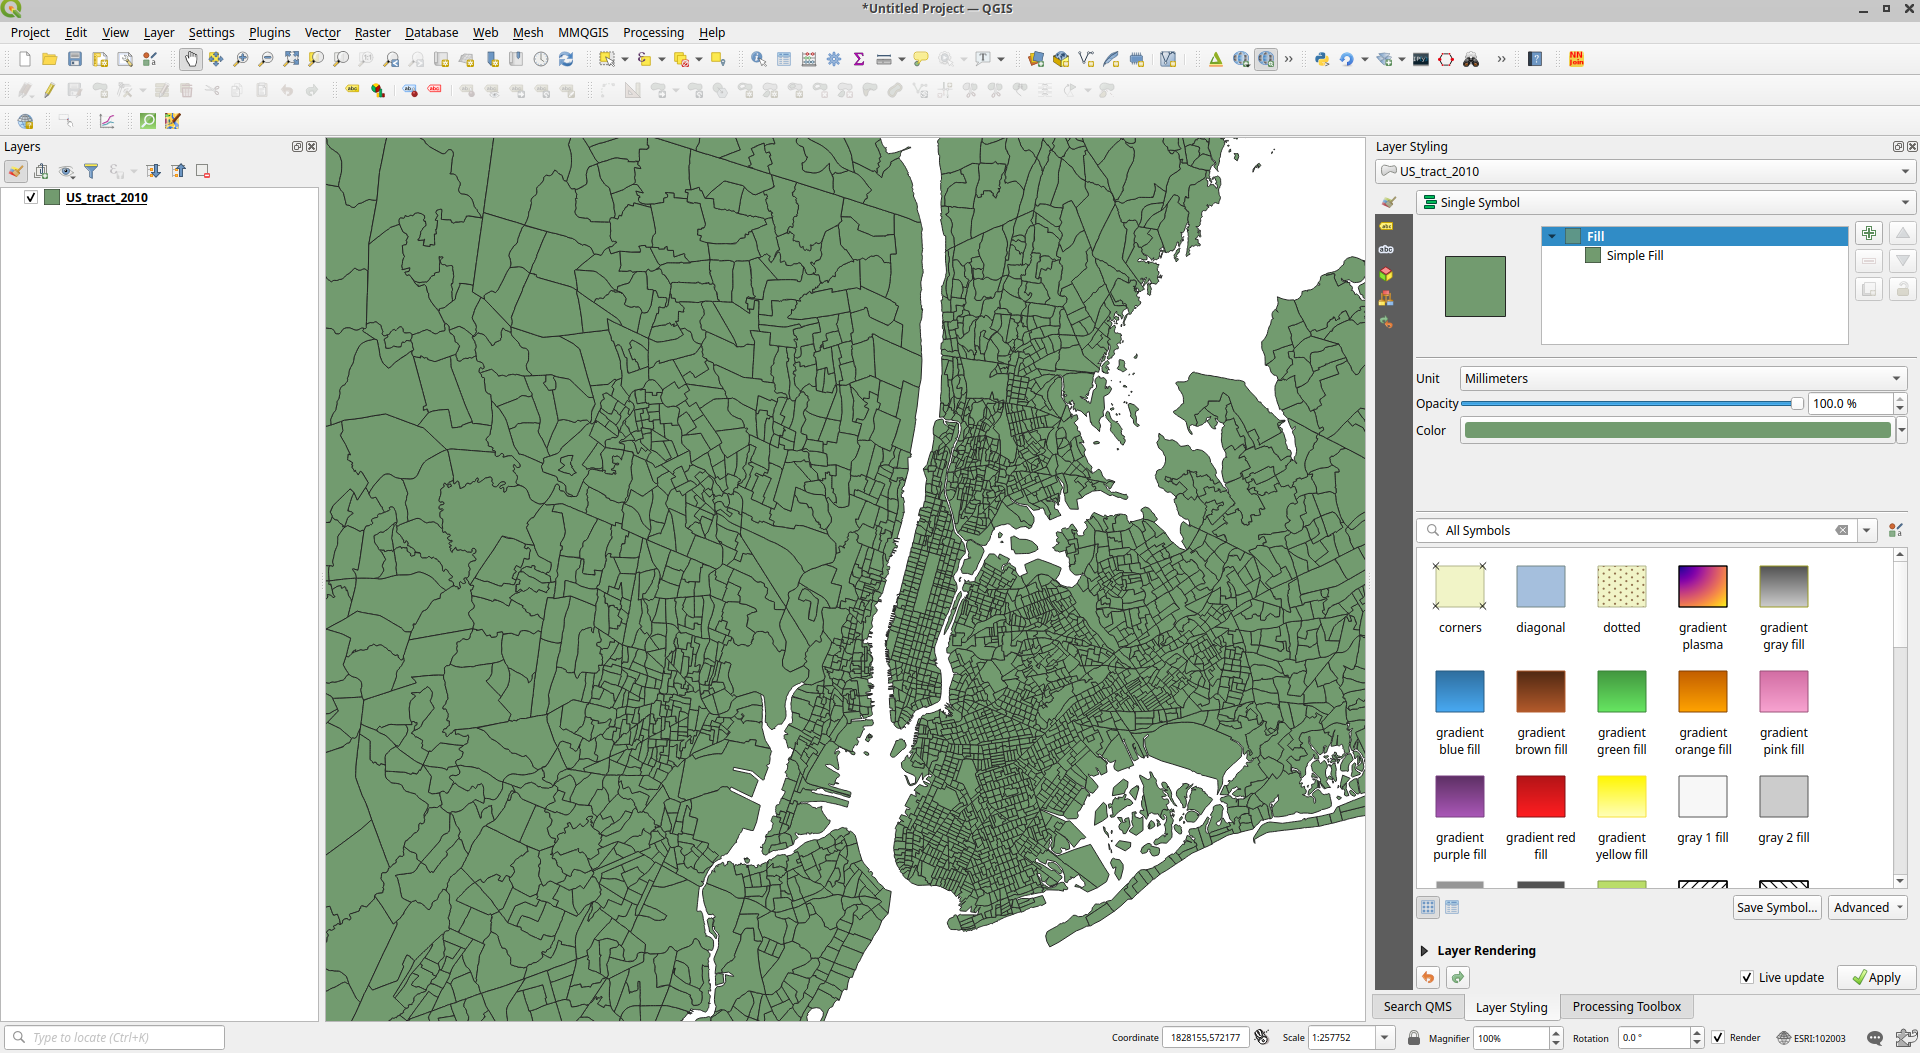 *Untitled Project — QGIS
Project Edit View Layer Settings Plugins Vector Raster Database Web Mesh MMQGIS Processing Help
Layers
US_tract_2010
Layer Styling
US_tract_2010
Single Symbol
Fill
Simple Fill
Unit Millimeters
Opacity 100.0 %
Color
All Symbols
corners diagonal dotted gradient plasma gradient gray fill
gradient blue fill gradient brown fill gradient green fill gradient orange fill gradient pink fill
gradient purple fill gradient red fill gradient yellow fill gray 1 fill gray 2 fill
Save Symbol... Advanced
Layer Rendering
Live update Apply
Search QMS Layer Styling Processing Toolbox
Type to locate (Ctrl+K) Coordinate 1828155,572177 Scale 1:257752 Magnifier 100% Rotation 0.0 ° Render ESRI:102003